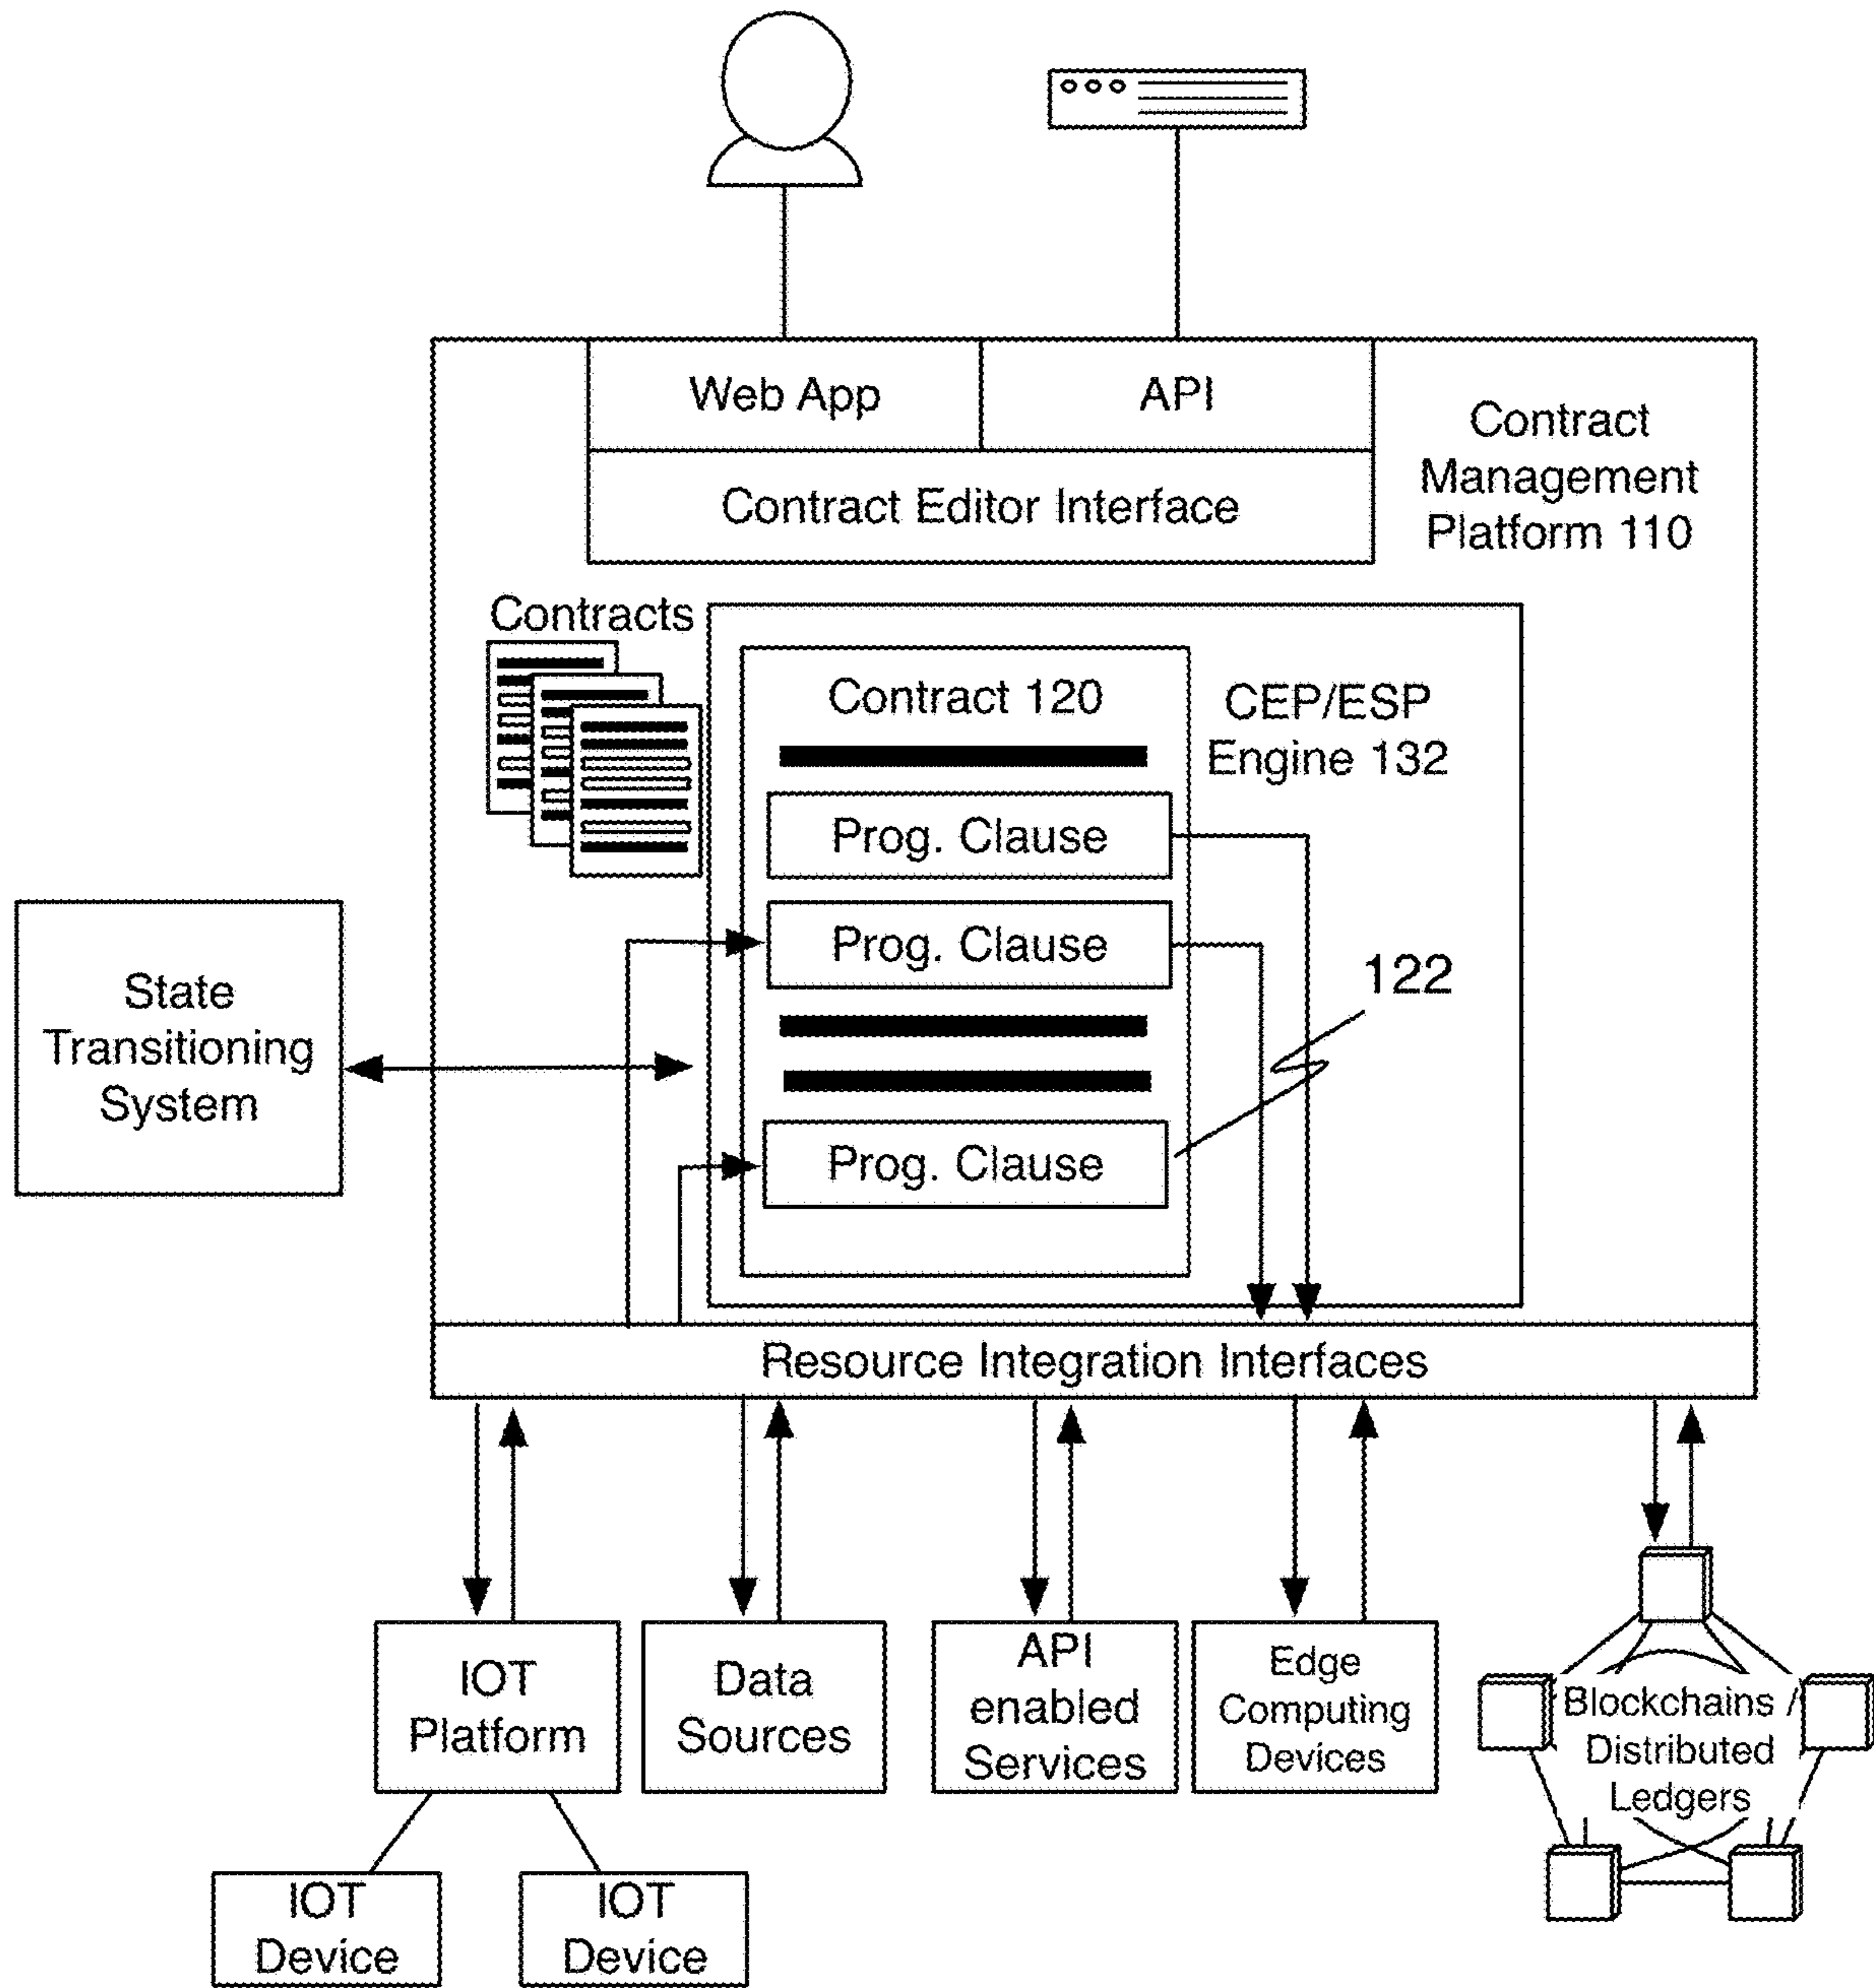 Web App
API
Contract Editor Interface
Contract
Management
Platform 110
Contracts
Contract 120
CEP/ESP
Engine 132
Prog. Clause
Prog. Clause
122
Prog. Clause
State
Transitioning
System
Resource Integration Interfaces
IOT
Platform
Data
Sources
API
enabled
Services
Edge
Computing
Devices
Blockchains /
Distributed
Ledgers
IOT
Device
IOT
Device